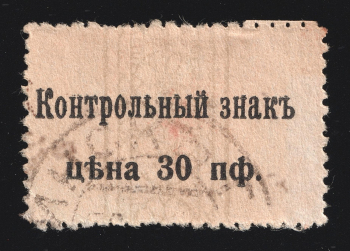 Контрольный знакъ
цѣна 30 пф.